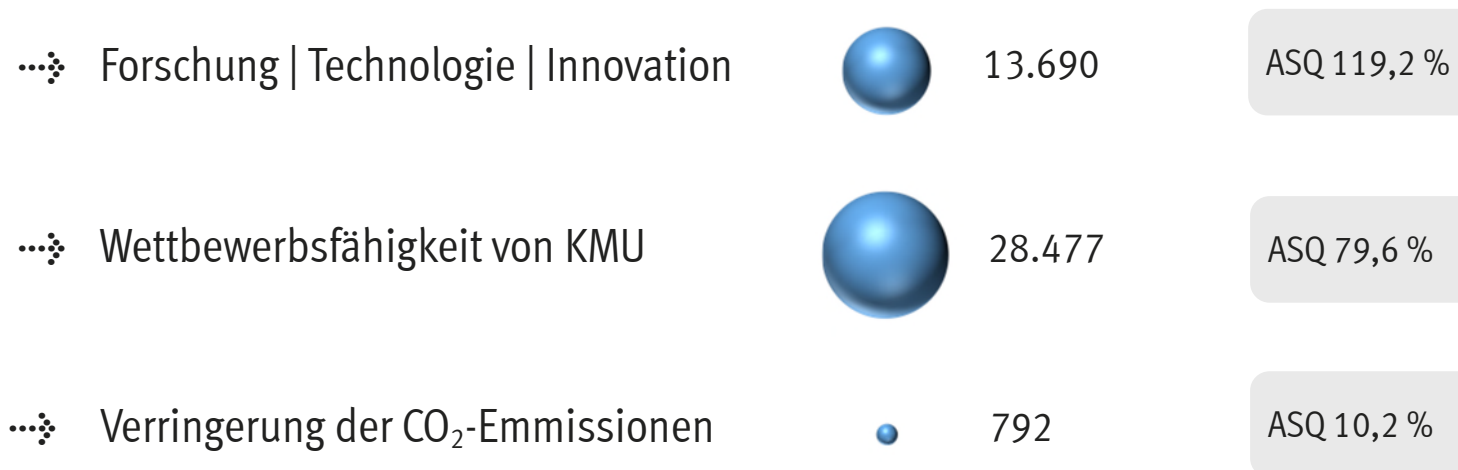 Forschung | Technologie | Innovation 13.690 ASQ 119,2 %
Wettbewerbsfähigkeit von KMU 28.477 ASQ 79,6 %
Verringerung der CO₂-Emmissionen 792 ASQ 10,2 %